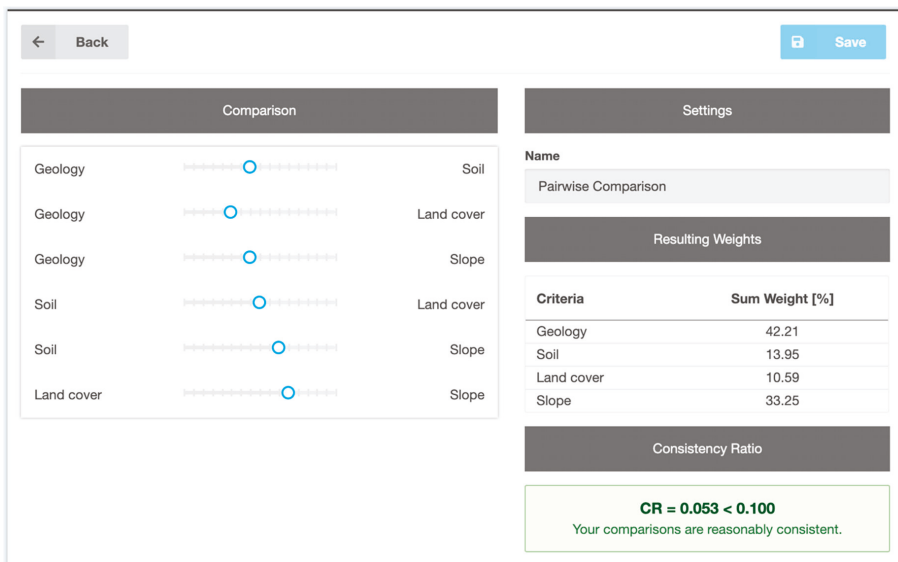 Back
Save
Comparison
Geology Soil
Geology Land cover
Geology Slope
Soil Land cover
Soil Slope
Land cover Slope
Settings
Name
Pairwise Comparison
Resulting Weights
Criteria Sum Weight [%]
Geology 42.21
Soil 13.95
Land cover 10.59
Slope 33.25
Consistency Ratio
CR = 0.053 < 0.100
Your comparisons are reasonably consistent.